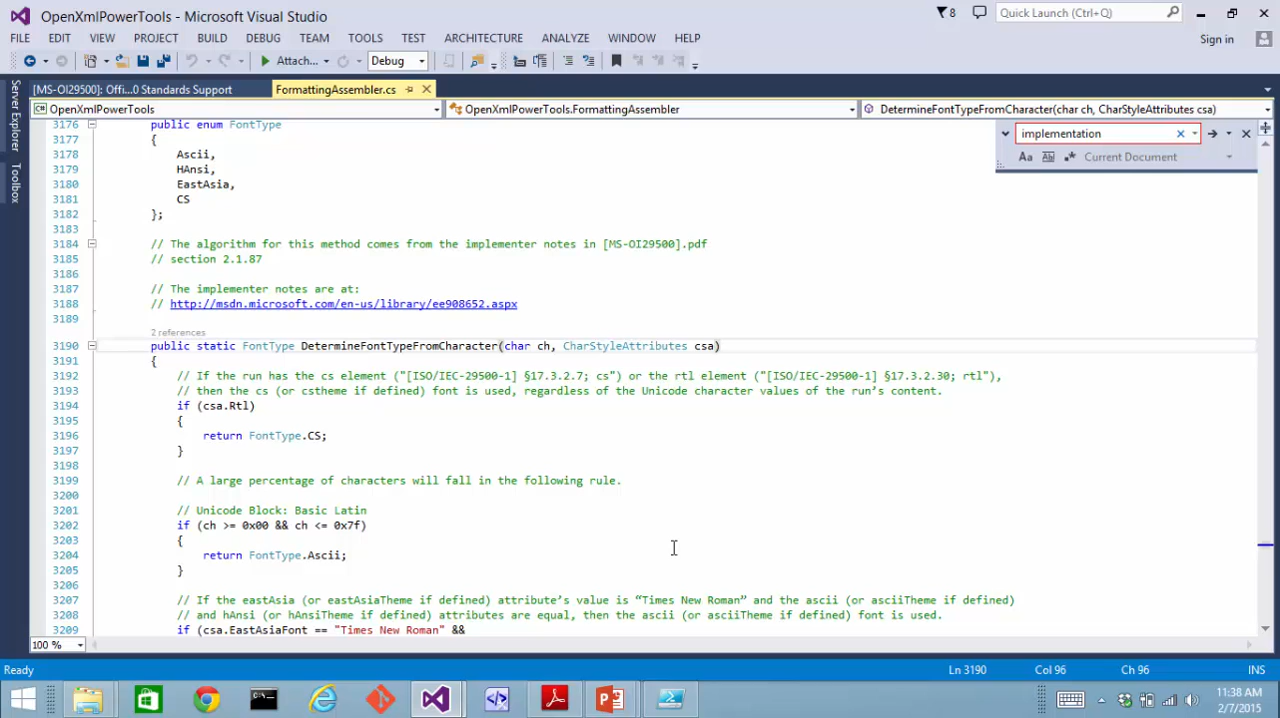 OpenXmlPowerTools - Microsoft Visual Studio
8
Quick Launch (Ctrl+Q)
FILE EDIT VIEW PROJECT BUILD DEBUG TEAM TOOLS TEST ARCHITECTURE ANALYZE WINDOW HELP
Sign in
Attach...
Debug
Server Explorer
Toolbox
[MS-OI29500]: Offi...0 Standards Support
FormattingAssembler.cs
OpenXmlPowerTools
OpenXmlPowerTools.FormattingAssembler
DetermineFontTypeFromCharacter(char ch, CharStyleAttributes csa)
implementation
Aa
Current Document
3176 public enum FontType
3177 {
3178 Ascii,
3179 HAnsi,
3180 EastAsia,
3181 CS
3182 };
3183
3184 // The algorithm for this method comes from the implementer notes in [MS-OI29500].pdf
3185 // section 2.1.87
3186
3187 // The implementer notes are at:
3188 // http://msdn.microsoft.com/en-us/library/ee908652.aspx
3189
2 references
3190 public static FontType DetermineFontTypeFromCharacter(char ch, CharStyleAttributes csa)
3191 {
3192 // If the run has the cs element ("[ISO/IEC-29500-1] §17.3.2.7; cs") or the rtl element ("[ISO/IEC-29500-1] §17.3.2.30; rtl"),
3193 // then the cs (or cstheme if defined) font is used, regardless of the Unicode character values of the run’s content.
3194 if (csa.Rtl)
3195 {
3196 return FontType.CS;
3197 }
3198
3199 // A large percentage of characters will fall in the following rule.
3200
3201 // Unicode Block: Basic Latin
3202 if (ch >= 0x00 && ch <= 0x7f)
3203 {
3204 return FontType.Ascii;
3205 }
3206
3207 // If the eastAsia (or eastAsiaTheme if defined) attribute’s value is “Times New Roman” and the ascii (or asciiTheme if defined)
3208 // and hAnsi (or hAnsiTheme if defined) attributes are equal, then the ascii (or asciiTheme if defined) font is used.
3209 if (csa.EastAsiaFont == "Times New Roman" &&
100 %
Ready
Ln 3190
Col 96
Ch 96
INS
11:38 AM
2/7/2015